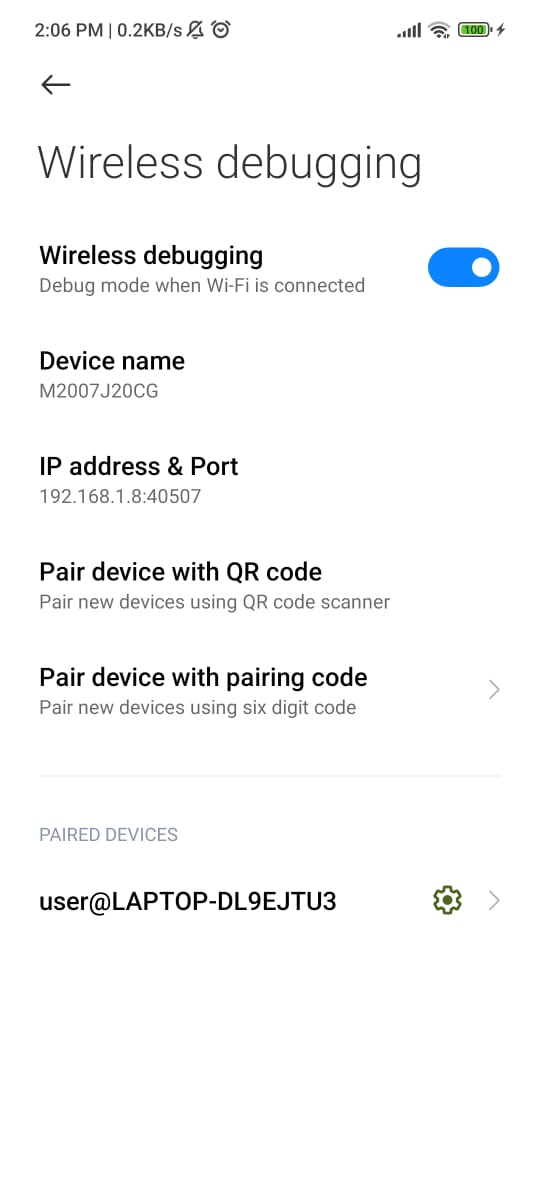 2:06 PM | 0.2KB/s
100
Wireless debugging
Wireless debugging
Debug mode when Wi-Fi is connected
Device name
M2007J20CG
IP address & Port
192.168.1.8:40507
Pair device with QR code
Pair new devices using QR code scanner
Pair device with pairing code
Pair new devices using six digit code
PAIRED DEVICES
user@LAPTOP-DL9EJTU3